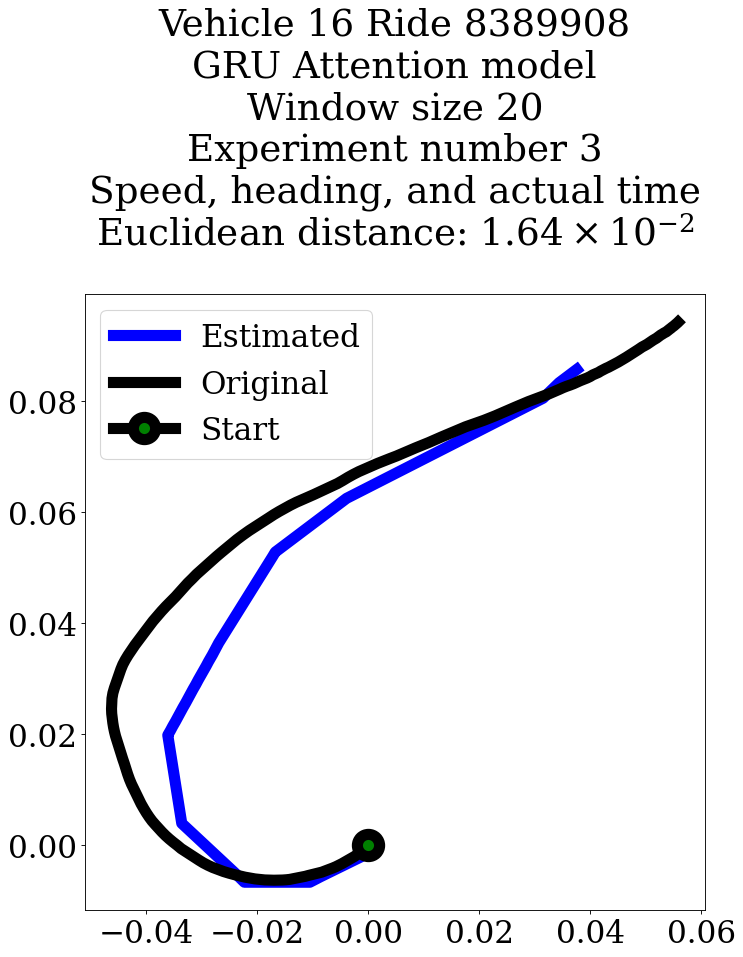 Vehicle 16 Ride 8389908
GRU Attention model
Window size 20
Experiment number 3
Speed, heading, and actual time
Euclidean distance: 1.64 × 10⁻²
Estimated
Original
Start
0.08
0.06
0.04
0.02
0.00
−0.04 −0.02 0.00 0.02 0.04 0.06